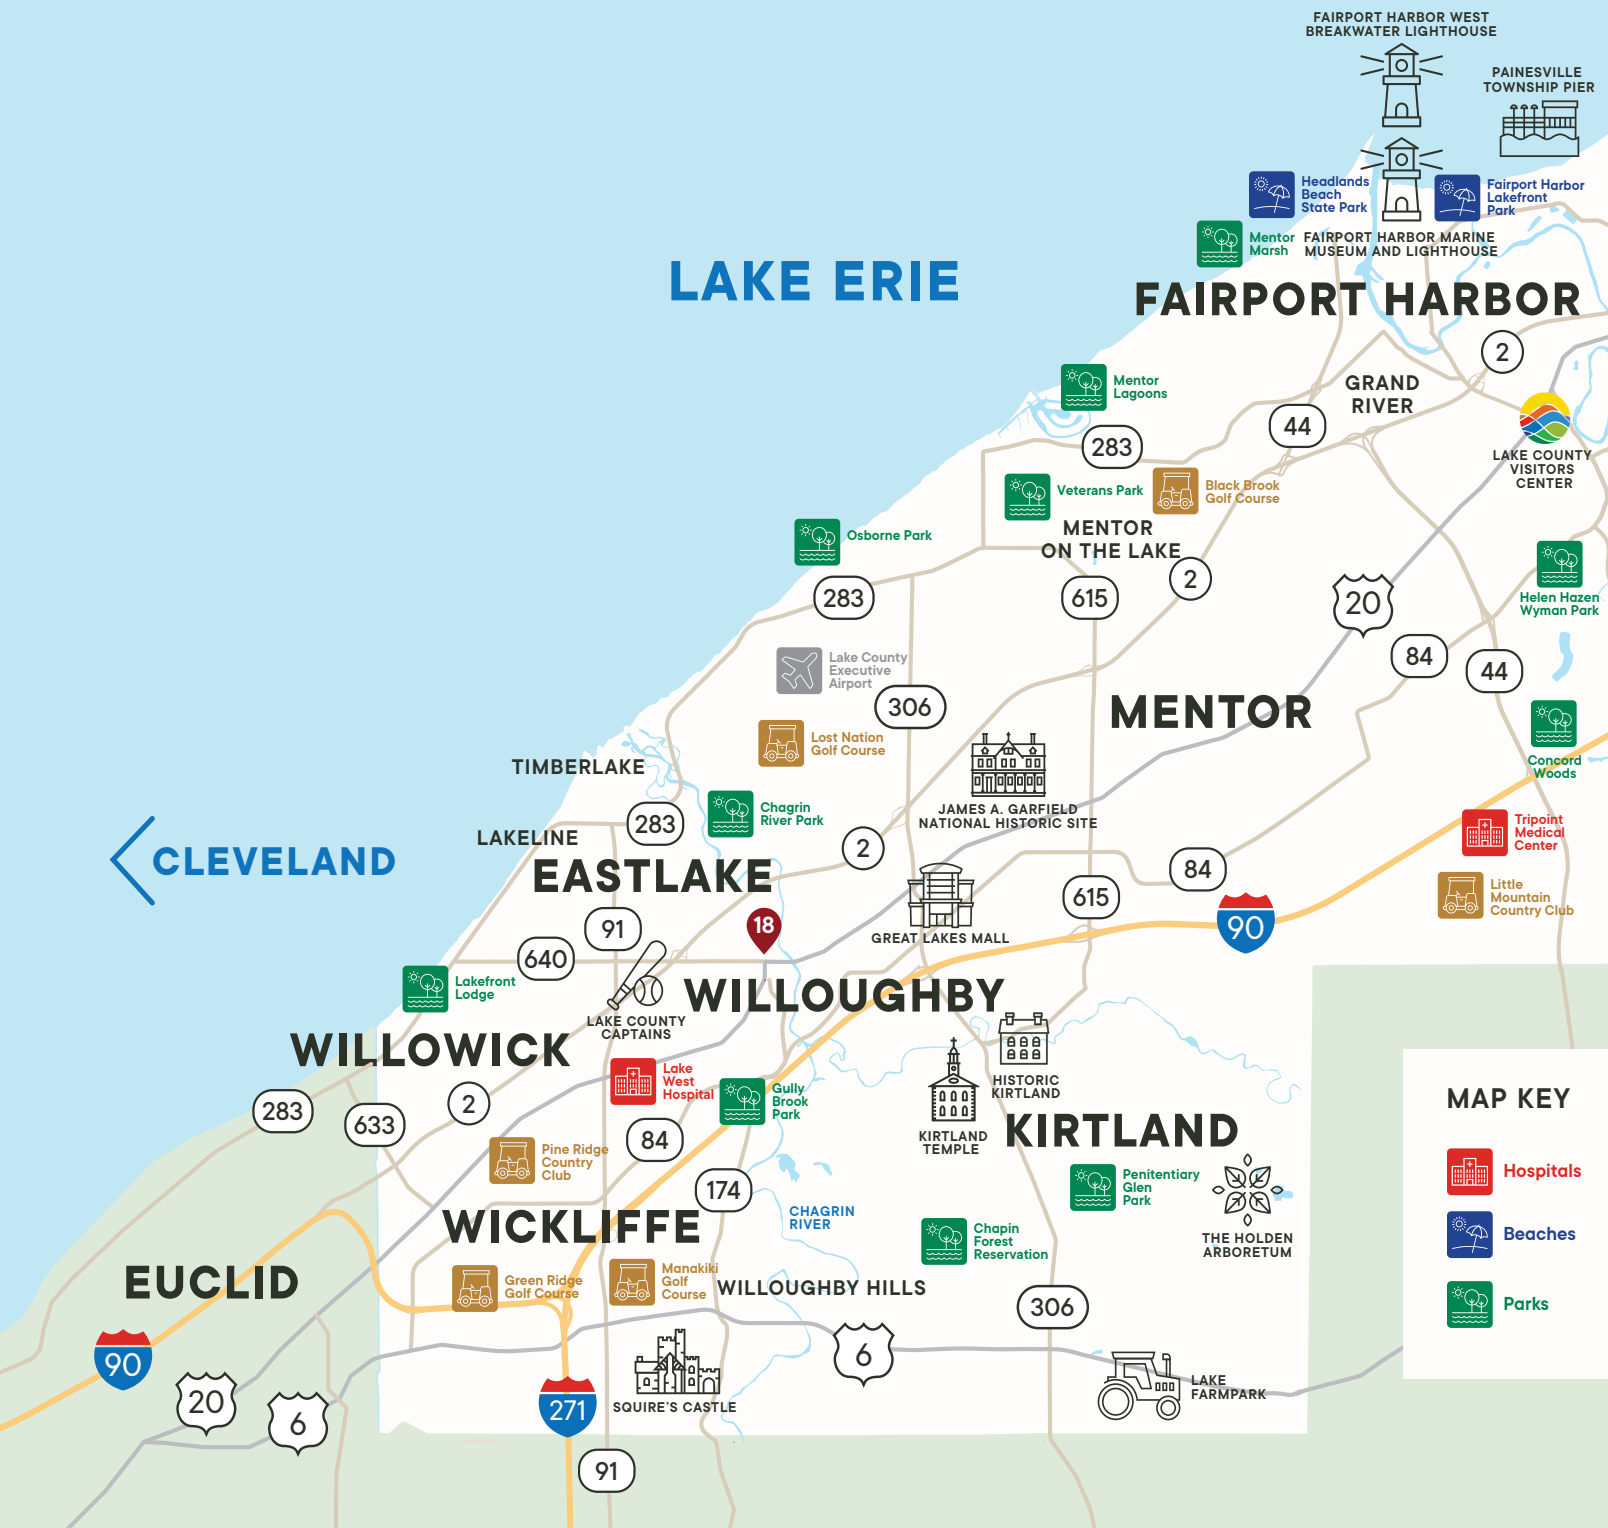 FAIRPORT HARBOR WEST
BREAKWATER LIGHTHOUSE
PAINESVILLE
TOWNSHIP PIER
Headlands
Beach
State Park
Fairport Harbor
Lakefront
Park
Mentor
Marsh
FAIRPORT HARBOR MARINE
MUSEUM AND LIGHTHOUSE
LAKE ERIE
FAIRPORT HARBOR
2
Mentor
Lagoons
GRAND
RIVER
44
283
LAKE COUNTY
VISITORS
CENTER
Veterans Park
Black Brook
Golf Course
Osborne Park
MENTOR
ON THE LAKE
2
283
615
20
Helen Hazen
Wyman Park
84
44
Lake County
Executive
Airport
306
MENTOR
Lost Nation
Golf Course
Concord
Woods
TIMBERLAKE
Chagrin
River Park
JAMES A. GARFIELD
NATIONAL HISTORIC SITE
283
LAKELINE
2
Tripoint
Medical
Center
CLEVELAND
EASTLAKE
84
615
Little
Mountain
Country Club
91
18
90
GREAT LAKES MALL
640
Lakefront
Lodge
WILLOUGHBY
LAKE COUNTY
CAPTAINS
WILLOWICK
Lake
West
Hospital
Gully
Brook
Park
HISTORIC
KIRTLAND
283
633
2
KIRTLAND
TEMPLE
KIRTLAND
MAP KEY
84
Pine Ridge
Country
Club
174
Penitentiary
Glen
Park
Hospitals
CHAGRIN
RIVER
WICKLIFFE
Chapin
Forest
Reservation
THE HOLDEN
ARBORETUM
Beaches
EUCLID
Green Ridge
Golf Course
Manakiki
Golf
Course
WILLOUGHBY HILLS
306
Parks
90
6
20
6
271
SQUIRE'S CASTLE
LAKE
FARMPARK
91